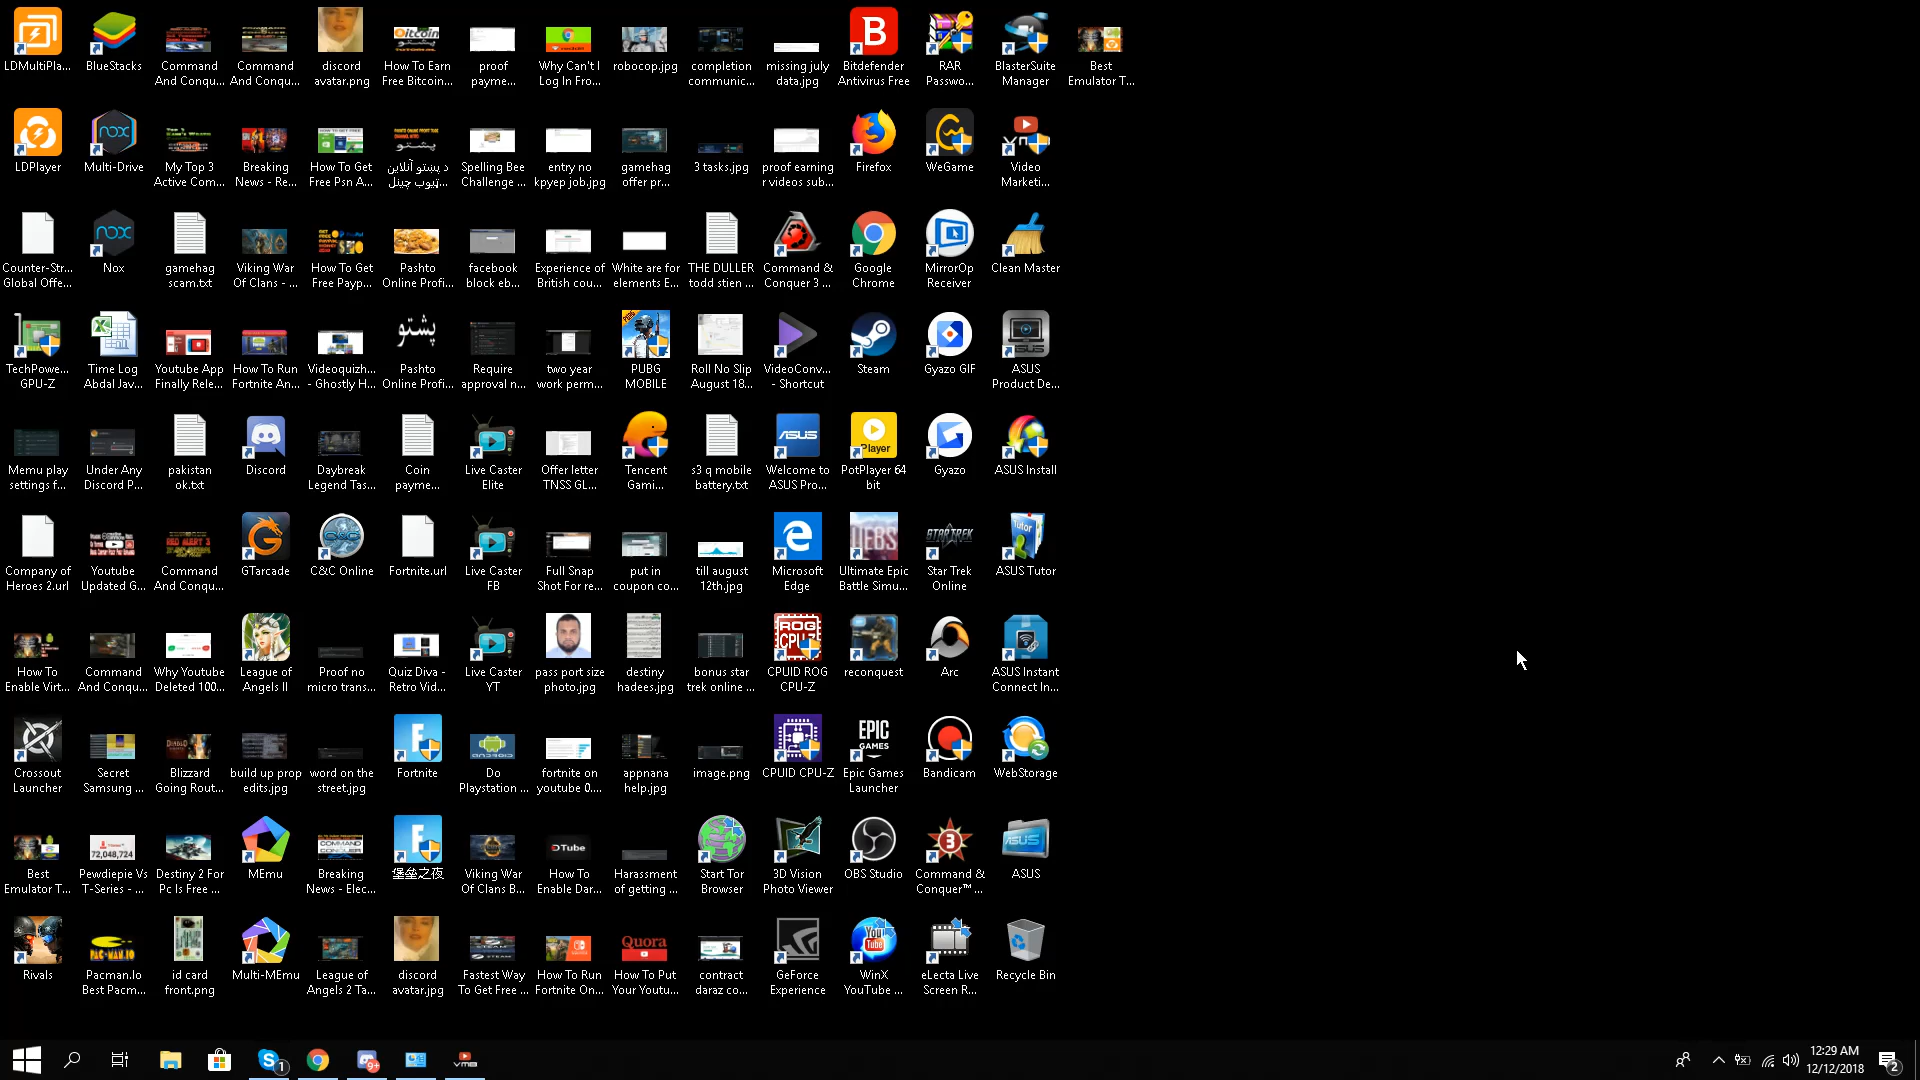 LDMultiPla...
BlueStacks
Command
And Conqu...
Command
And Conqu...
discord
avatar.png
How To Earn
Free Bitcoin...
proof
payme...
Why Can't I
Log In Fro...
robocop.jpg
completion
communic...
missing july
data.jpg
Bitdefender
Antivirus Free
RAR
Passwo...
BlasterSuite
Manager
Best
Emulator T...
LDPlayer
Multi-Drive
My Top 3
Active Com...
Breaking
News - Re...
How To Get
Free Psn A...
د پښتو آنلاين
...ټیوب چینل
Spelling Bee
Challenge ...
entry no
kpyep job.jpg
gamehag
offer pr...
3 tasks.jpg
proof earning
r videos sub...
Firefox
WeGame
Video
Marketi...
Counter-Str...
Global Offe...
Nox
gamehag
scam.txt
Viking War
Of Clans - ...
How To Get
Free Payp...
Pashto
Online Profi...
facebook
block eb...
Experience of
British cou...
White are for
elements E...
THE DULLER
todd stien ...
Command &
Conquer 3 ...
Google
Chrome
MirrorOp
Receiver
Clean Master
TechPowe...
GPU-Z
Time Log
Abdal Jav...
Youtube App
Finally Rele...
How To Run
Fortnite An...
Videoquizh...
- Ghostly H...
پشتو
Pashto
Online Profi...
Require
approval n...
two year
work perm...
PUBG
MOBILE
Roll No Slip
August 18...
VideoConv...
- Shortcut
Steam
Gyazo GIF
ASUS
Product De...
Memu play
settings f...
Under Any
Discord P...
pakistan
ok.txt
Discord
Daybreak
Legend Tas...
Coin
payme...
Live Caster
Elite
Offer letter
TNSS GL...
Tencent
Gami...
s3 q mobile
battery.txt
Welcome to
ASUS Pro...
PotPlayer 64
bit
Gyazo
ASUS Install
Company of
Heroes 2.url
Youtube
Updated G...
Command
And Conqu...
GTarcade
C&C Online
Fortnite.url
Live Caster
FB
Full Snap
Shot For re...
put in
coupon co...
till august
12th.jpg
Microsoft
Edge
Ultimate Epic
Battle Simu...
Star Trek
Online
ASUS Tutor
How To
Enable Virt...
Command
And Conqu...
Why Youtube
Deleted 100...
League of
Angels II
Proof no
micro trans...
Quiz Diva -
Retro Vid...
Live Caster
YT
pass port size
photo.jpg
destiny
hadees.jpg
bonus star
trek online ...
CPUID ROG
CPU-Z
reconquest
Arc
ASUS Instant
Connect In...
Crossout
Launcher
Secret
Samsung ...
Blizzard
Going Rout...
build up prop
edits.jpg
word on the
street.jpg
Fortnite
Do
Playstation ...
fortnite on
youtube 0....
appnana
help.jpg
image.png
CPUID CPU-Z
Epic Games
Launcher
Bandicam
WebStorage
Best
Emulator T...
Pewdiepie Vs
T-Series - ...
Destiny 2 For
Pc Is Free ...
MEmu
Breaking
News - Elec...
堡垒之夜
Viking War
Of Clans B...
How To
Enable Dar...
Harassment
of getting ...
Start Tor
Browser
3D Vision
Photo Viewer
OBS Studio
Command &
Conquer™ ...
ASUS
Rivals
Pacman.Io
Best Pacm...
id card
front.png
Multi-MEmu
League of
Angels 2 Ta...
discord
avatar.jpg
Fastest Way
To Get Free ...
How To Run
Fortnite On...
How To Put
Your Youtu...
contract
daraz co...
GeForce
Experience
WinX
YouTube ...
eLecta Live
Screen R...
Recycle Bin
12:29 AM
12/12/2018